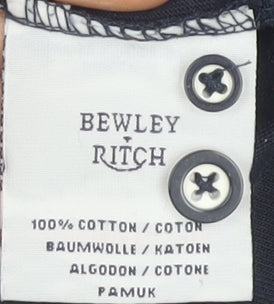 BEWLEY
RITCH
100% COTTON / COTON
BAUMWOLLE / KATOEN
ALGODON / COTONE
PAMUK